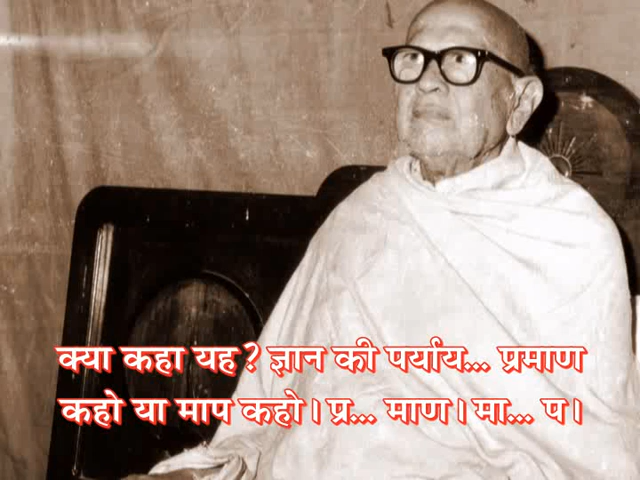 क्या कहा यह? ज्ञान की पर्याय... प्रमाण
कहो या माप कहो। प्र... माण। मा... प।